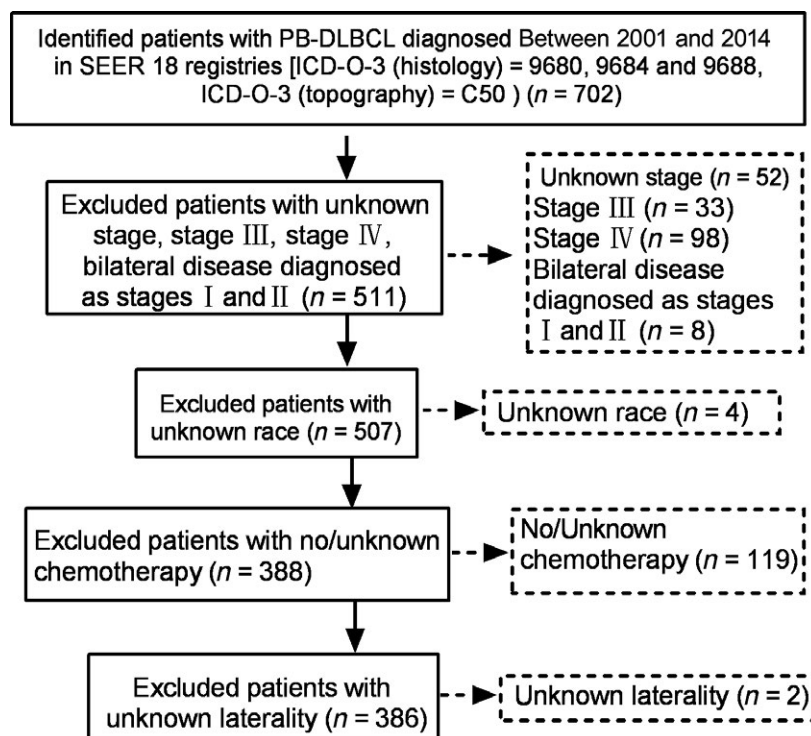 Identified patients with PB-DLBCL diagnosed Between 2001 and 2014
in SEER 18 registries [ICD-O-3 (histology) = 9680, 9684 and 9688,
ICD-O-3 (topography) = C50 ) (n = 702)
Excluded patients with unknown
stage, stage Ⅲ, stage Ⅳ,
bilateral disease diagnosed
as stages Ⅰ and Ⅱ (n = 511)
Unknown stage (n = 52)
Stage Ⅲ (n = 33)
Stage Ⅳ (n = 98)
Bilateral disease
diagnosed as stages
Ⅰ and Ⅱ (n = 8)
Excluded patients with
unknown race (n = 507)
Unknown race (n = 4)
Excluded patients with no/unknown
chemotherapy (n = 388)
No/Unknown
chemotherapy (n = 119)
Excluded patients with
unknown laterality (n = 386)
Unknown laterality (n = 2)